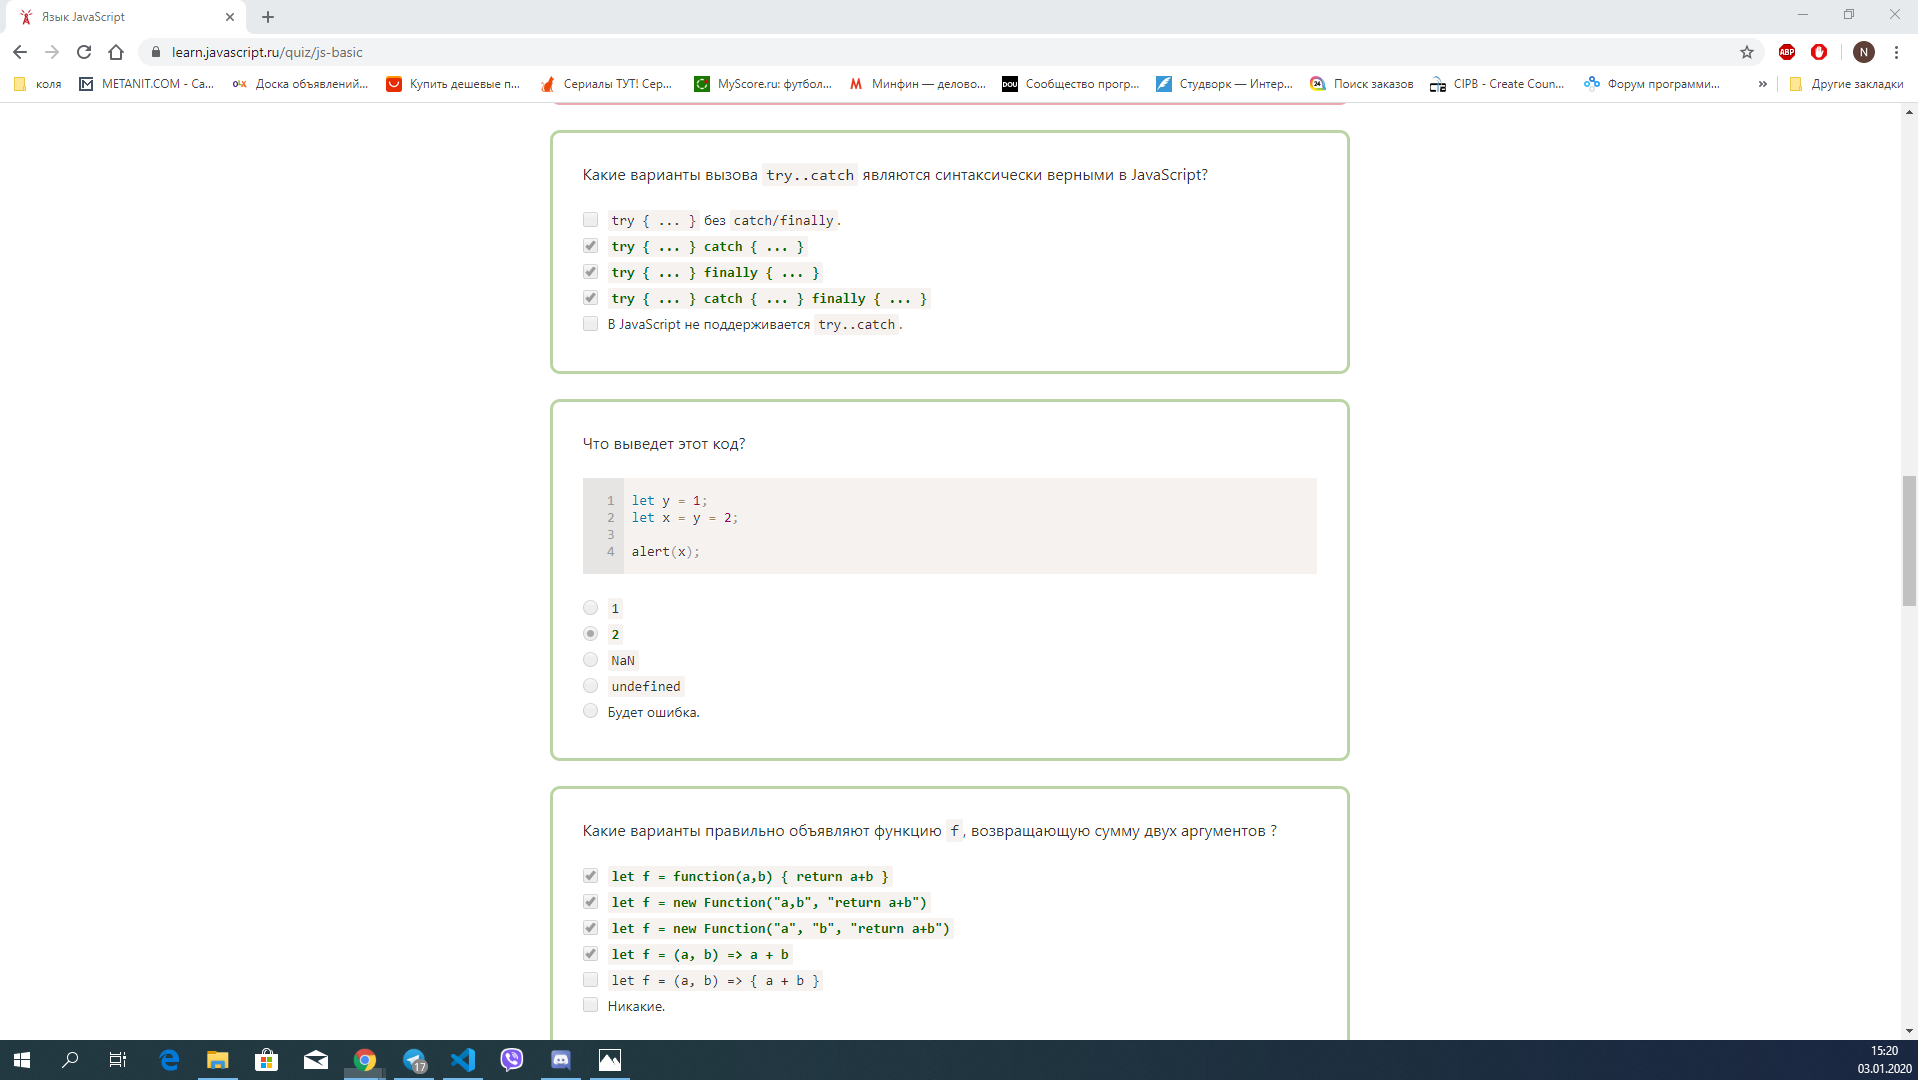 Язык JavaScript
learn.javascript.ru/quiz/js-basic
ABP
N
коля
METANIT.COM - Са...
Доска объявлений...
Купить дешевые п...
Сериалы ТУТ! Сер...
MyScore.ru: футбол...
Минфин — делово...
DOU
Сообщество прогр...
Студворк — Интер...
24
Поиск заказов
CIPB - Create Coun...
Форум программи...
»
Другие закладки
Какие варианты вызова try..catch являются синтаксически верными в JavaScript?
try { ... } без catch/finally.
try { ... } catch { ... }
try { ... } finally { ... }
try { ... } catch { ... } finally { ... }
В JavaScript не поддерживается try..catch.
Что выведет этот код?
1 let y = 1;
2 let x = y = 2;
3
4 alert(x);
1
2
NaN
undefined
Будет ошибка.
Какие варианты правильно объявляют функцию f, возвращающую сумму двух аргументов ?
let f = function(a,b) { return a+b }
let f = new Function("a,b", "return a+b")
let f = new Function("a", "b", "return a+b")
let f = (a, b) => a + b
let f = (a, b) => { a + b }
Никакие.
17
15:20
03.01.2020